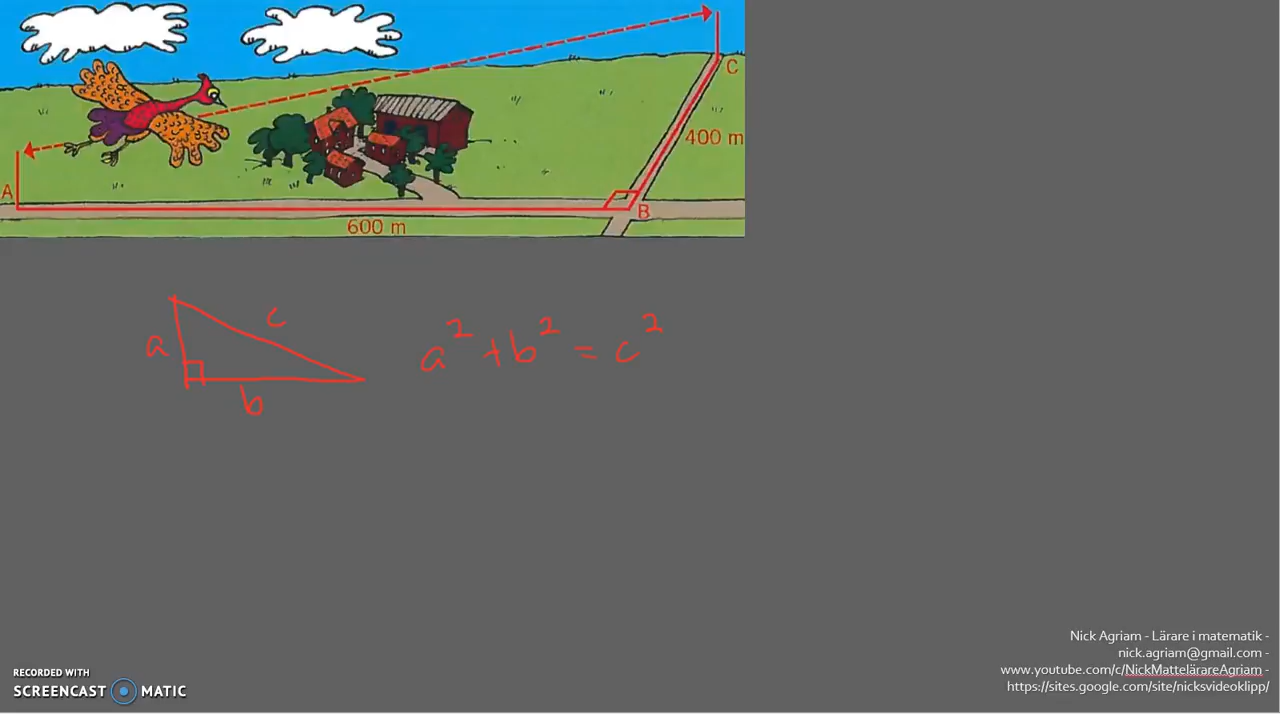 A
B
C
400 m
600 m
a
b
c
a² + b² = c²
Nick Agriam - Lärare i matematik -
nick.agriam@gmail.com -
www.youtube.com/c/NickMattelärareAgriam -
https://sites.google.com/site/nicksvideoklipp/
RECORDED WITH
SCREENCAST MATIC